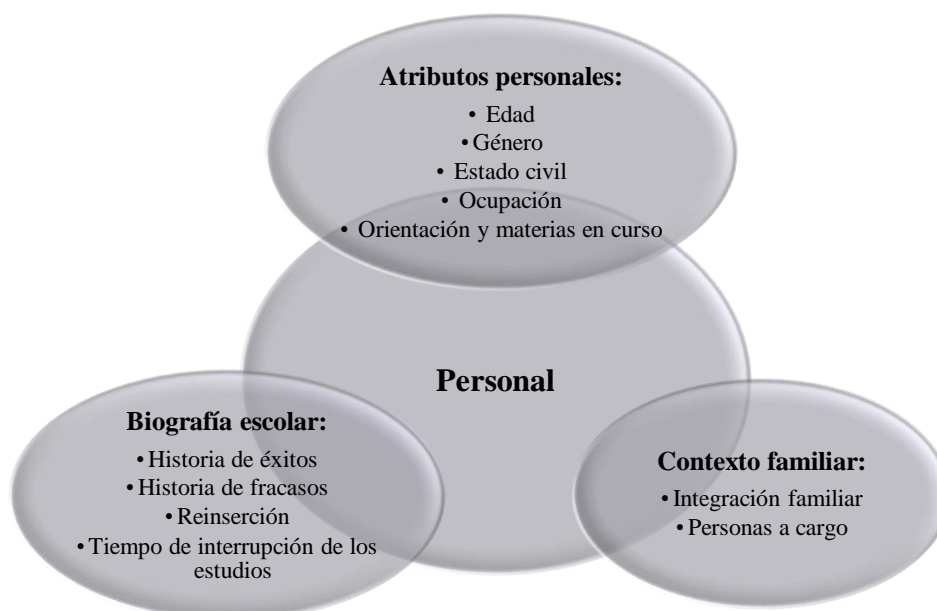 Atributos personales:
• Edad
• Género
• Estado civil
• Ocupación
• Orientación y materias en curso
Personal
Biografía escolar:
• Historia de éxitos
• Historia de fracasos
• Reinserción
• Tiempo de interrupción de los
estudios
Contexto familiar:
• Integración familiar
• Personas a cargo